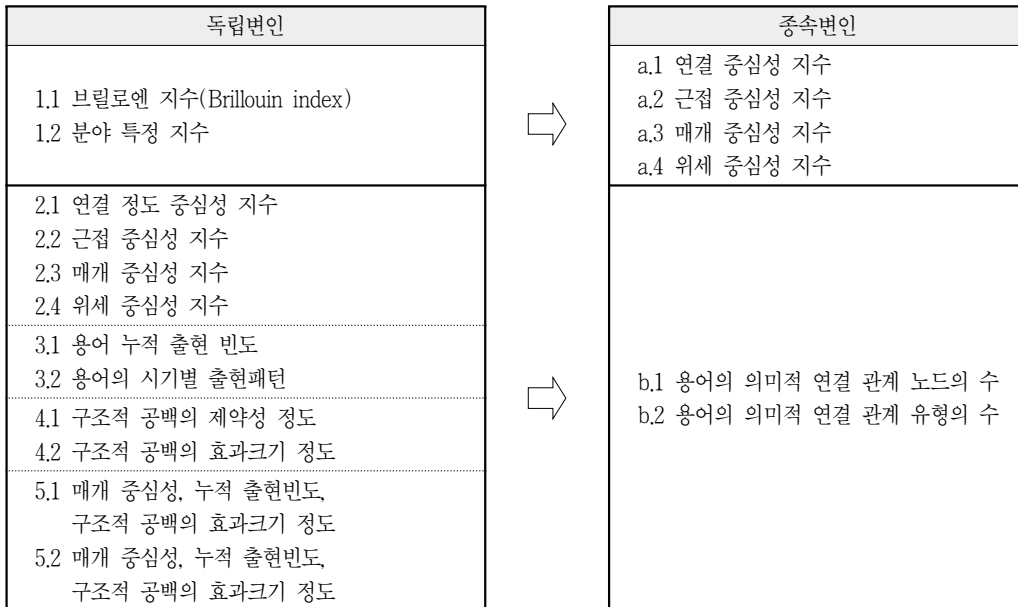 독립변인
1.1 브릴로엔 지수(Brillouin index)
1.2 분야 특정 지수
2.1 연결 정도 중심성 지수
2.2 근접 중심성 지수
2.3 매개 중심성 지수
2.4 위세 중심성 지수
3.1 용어 누적 출현 빈도
3.2 용어의 시기별 출현패턴
4.1 구조적 공백의 제약성 정도
4.2 구조적 공백의 효과크기 정도
5.1 매개 중심성, 누적 출현빈도,
구조적 공백의 효과크기 정도
5.2 매개 중심성, 누적 출현빈도,
구조적 공백의 효과크기 정도
종속변인
a.1 연결 중심성 지수
a.2 근접 중심성 지수
a.3 매개 중심성 지수
a.4 위세 중심성 지수
b.1 용어의 의미적 연결 관계 노드의 수
b.2 용어의 의미적 연결 관계 유형의 수